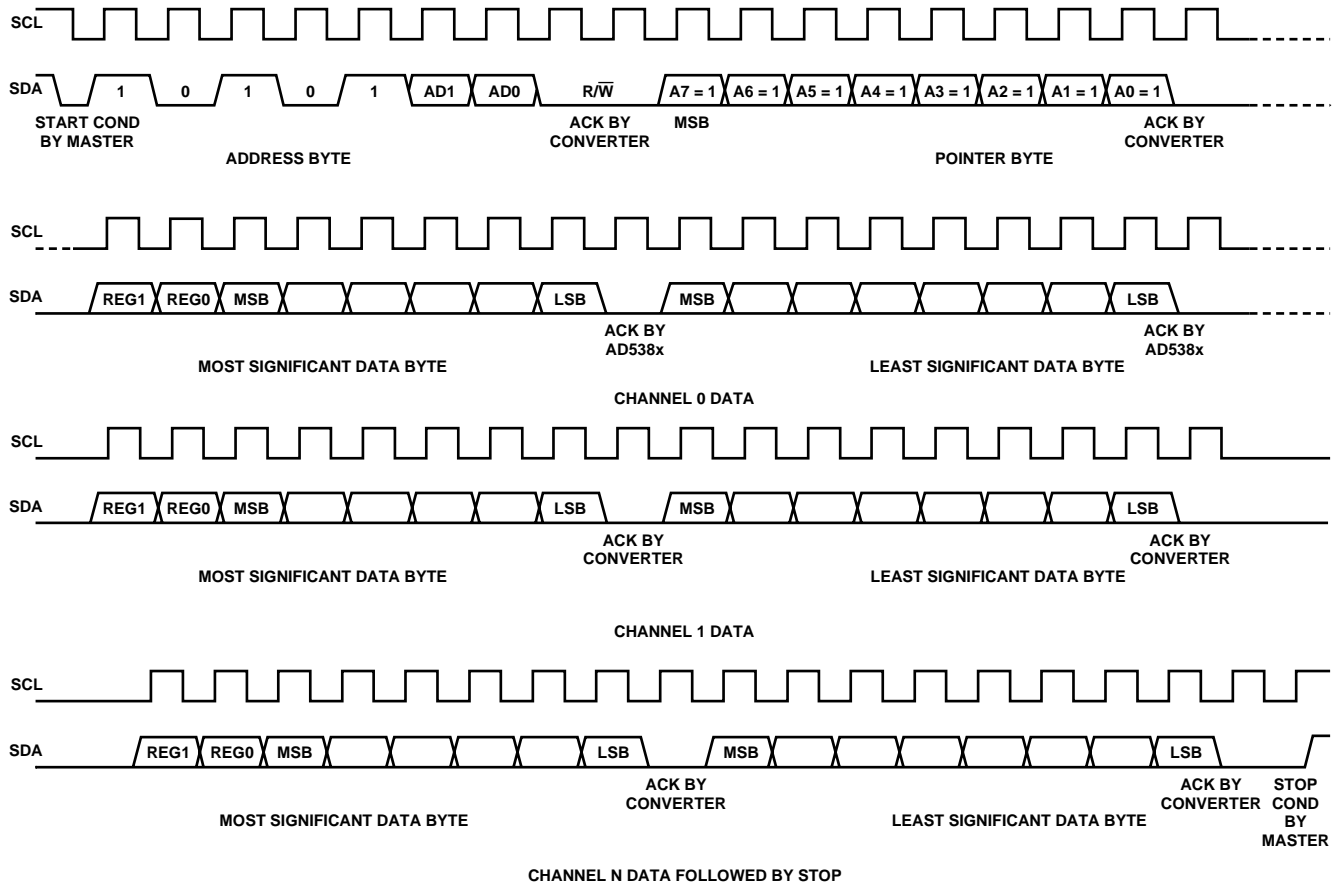 SCL
SDA 1 0 1 0 1 AD1 AD0 R/W̅ A7 = 1 A6 = 1 A5 = 1 A4 = 1 A3 = 1 A2 = 1 A1 = 1 A0 = 1
START COND
BY MASTER
ACK BY
CONVERTER
MSB
ACK BY
CONVERTER
ADDRESS BYTE
POINTER BYTE
SCL
SDA REG1 REG0 MSB LSB MSB LSB
ACK BY
AD538x
ACK BY
AD538x
MOST SIGNIFICANT DATA BYTE
LEAST SIGNIFICANT DATA BYTE
CHANNEL 0 DATA
SCL
SDA REG1 REG0 MSB LSB MSB LSB
ACK BY
CONVERTER
ACK BY
CONVERTER
MOST SIGNIFICANT DATA BYTE
LEAST SIGNIFICANT DATA BYTE
CHANNEL 1 DATA
SCL
SDA REG1 REG0 MSB LSB MSB LSB
ACK BY
CONVERTER
ACK BY
CONVERTER
STOP
COND
BY
MASTER
MOST SIGNIFICANT DATA BYTE
LEAST SIGNIFICANT DATA BYTE
CHANNEL N DATA FOLLOWED BY STOP